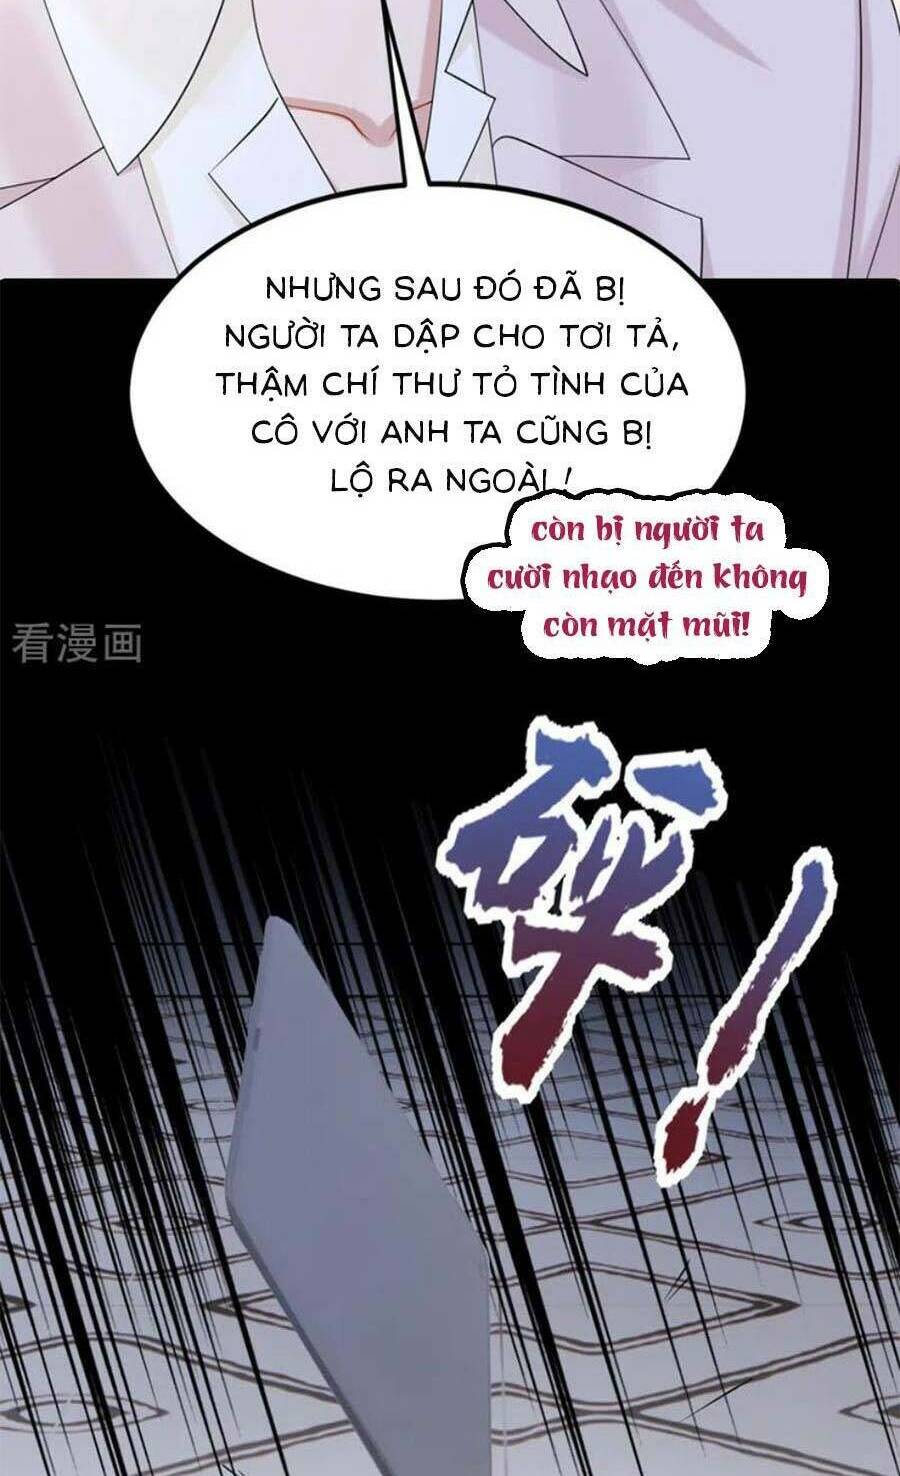 NHƯNG SAU ĐÓ ĐÃ BỊ
NGƯỜI TA DẬP CHO TƠI TẢ,
THẬM CHÍ THƯ TỎ TÌNH CỦA
CÔ VỚI ANH TA CŨNG BỊ
LỘ RA NGOÀI!
còn bị người ta
cười nhạo đến không
còn mặt mũi!
看漫画